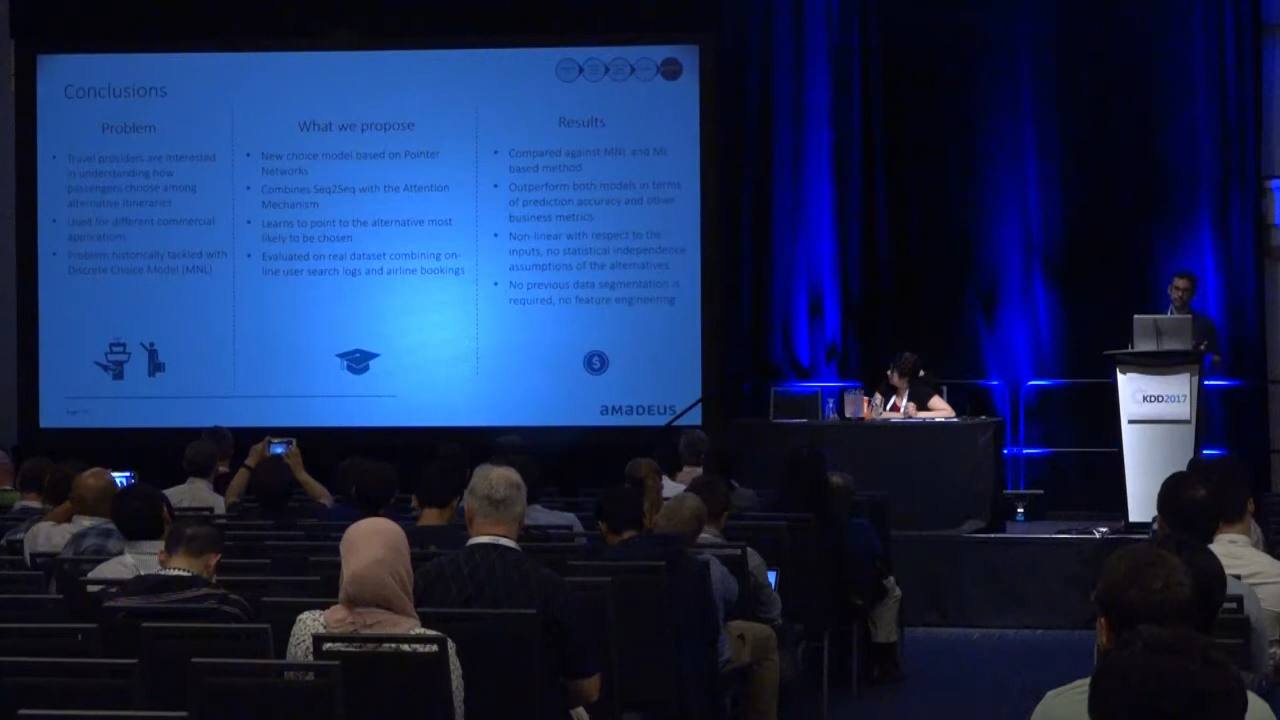 Conclusions
Problem
• Travel providers are interested
in understanding how
passengers choose among
alternative itineraries
• Used for different commercial
applications
• Problem historically tackled with
Discrete Choice Model (MNL)
What we propose
• New choice model based on Pointer
Networks
• Combines Seq2Seq with the Attention
Mechanism
• Learns to point to the alternative most
likely to be chosen
• Evaluated on real dataset combining on-
line user search logs and airline bookings
Results
• Compared against MNL and ML
based method
• Outperform both models in terms
of prediction accuracy and other
business metrics
• Non-linear with respect to the
inputs, no statistical independence
assumptions of the alternatives
• No previous data segmentation is
required, no feature engineering
$
aMaDEUS
KDD2017